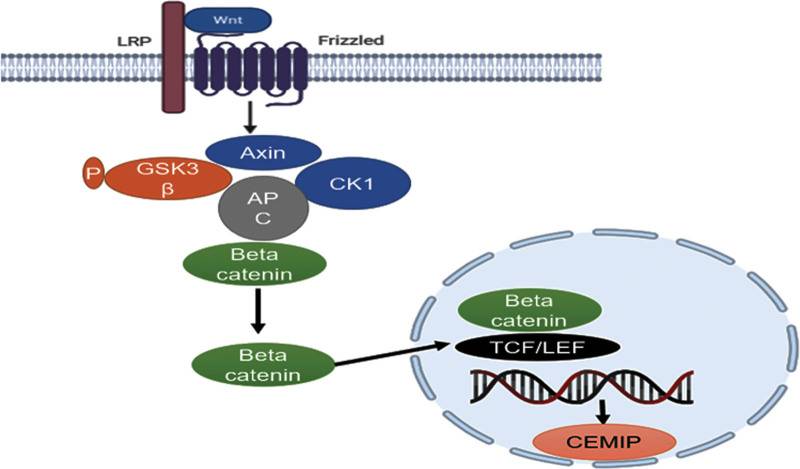 Wnt
LRP
Frizzled
Axin
P
GSK3
β
CK1
AP
C
Beta
catenin
Beta
catenin
Beta
catenin
TCF/LEF
CEMIP